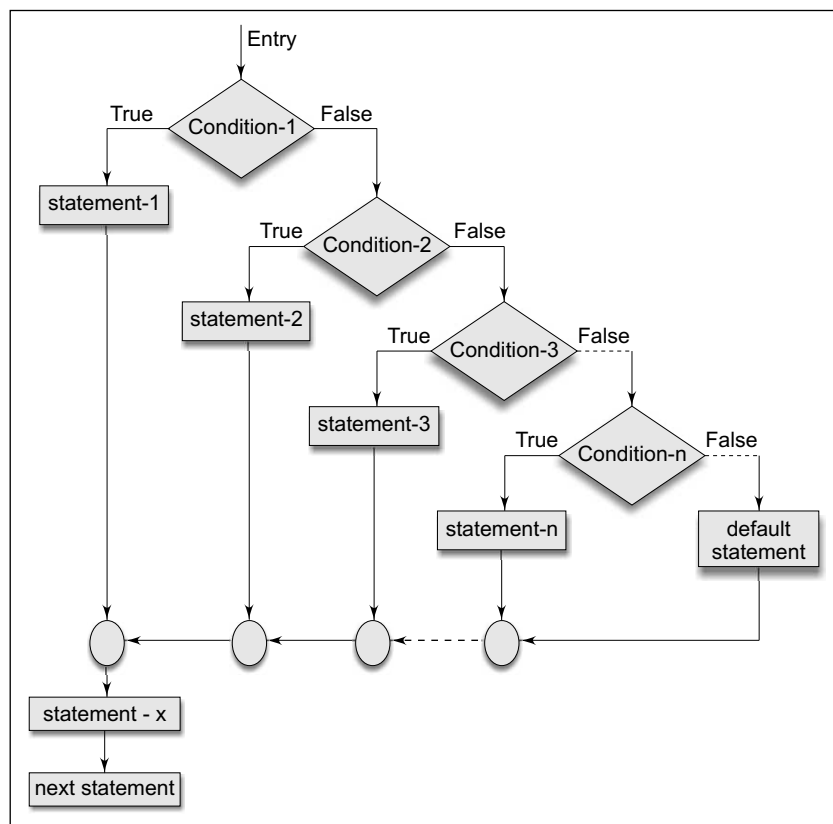 Entry
True
False
Condition-1
statement-1
True
False
Condition-2
statement-2
True
False
Condition-3
statement-3
True
False
Condition-n
statement-n
default
statement
statement - x
next statement